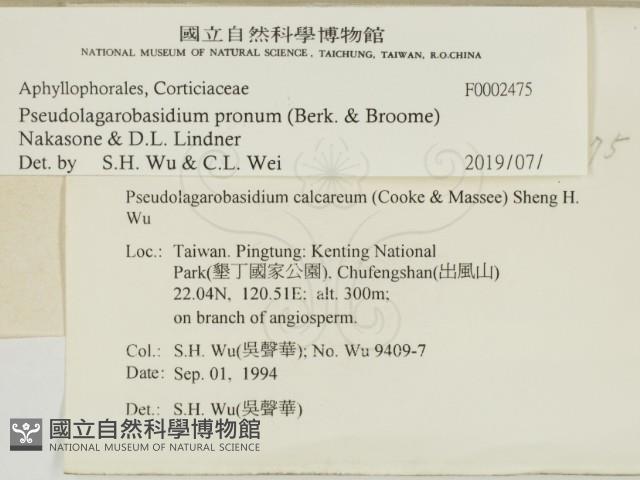 國立自然科學博物館
NATIONAL MUSEUM OF NATURAL SCIENCE, TAICHUNG, TAIWAN, R.O.CHINA
Aphyllophorales, Corticiaceae F0002475
Pseudolagarobasidium pronum (Berk. & Broome)
Nakasone & D.L. Lindner
Det. by S.H. Wu & C.L. Wei 2019/07/
75
Pseudolagarobasidium calcareum (Cooke & Massee) Sheng H.
Wu
Loc.: Taiwan. Pingtung: Kenting National
Park(墾丁國家公園). Chufengshan(出風山)
22.04N, 120.51E: alt. 300m;
on branch of angiosperm.
Col.: S.H. Wu(吳聲華); No. Wu 9409-7
Date: Sep. 01, 1994
Det.: S.H. Wu(吳聲華)
國立自然科學博物館
NATIONAL MUSEUM OF NATURAL SCIENCE